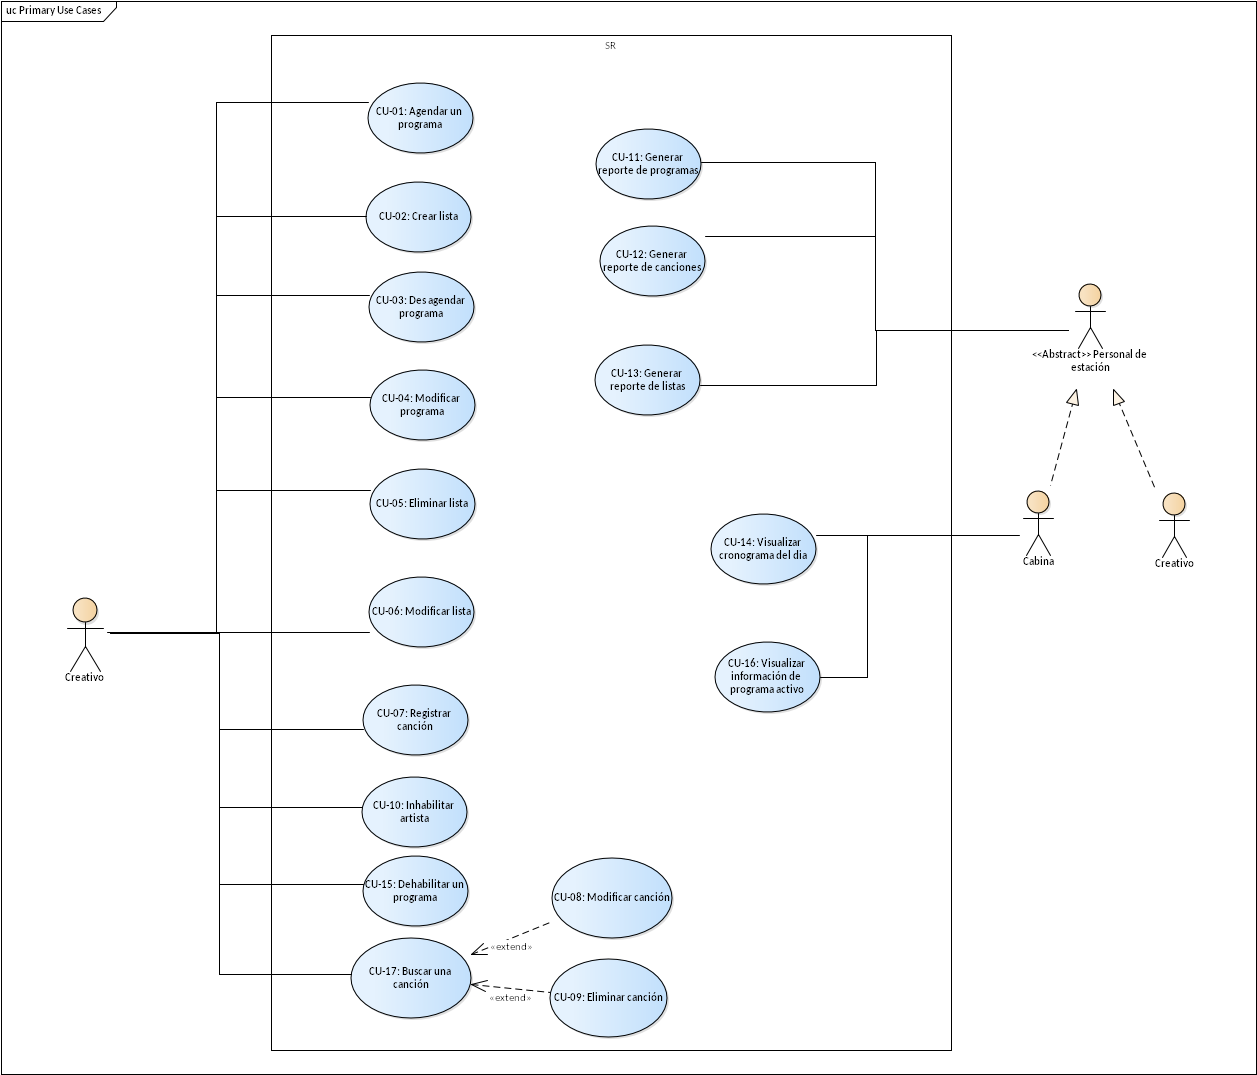 uc Primary Use Cases
SR
CU-01: Agendar un
programa
CU-02: Crear lista
CU-03: Des agendar
programa
CU-04: Modificar
programa
CU-05: Eliminar lista
CU-06: Modificar lista
CU-07: Registrar
canción
CU-10: Inhabilitar
artista
CU-15: Dehabilitar un
programa
CU-17: Buscar una
canción
CU-08: Modificar canción
«extend»
CU-09: Eliminar canción
«extend»
Creativo
CU-11: Generar
reporte de programas
CU-12: Generar
reporte de canciones
CU-13: Generar
reporte de listas
CU-14: Visualizar
cronograma del dia
CU-16: Visualizar
información de
programa activo
<<Abstract>> Personal de
estación
Cabina
Creativo